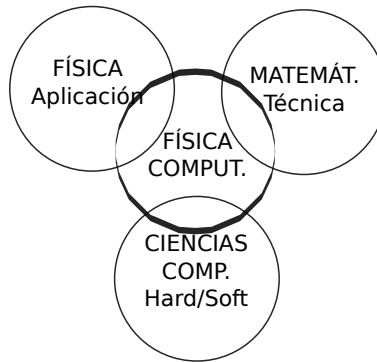 FÍSICA
Aplicación
MATEMÁT.
Técnica
FÍSICA
COMPUT.
CIENCIAS
COMP.
Hard/Soft